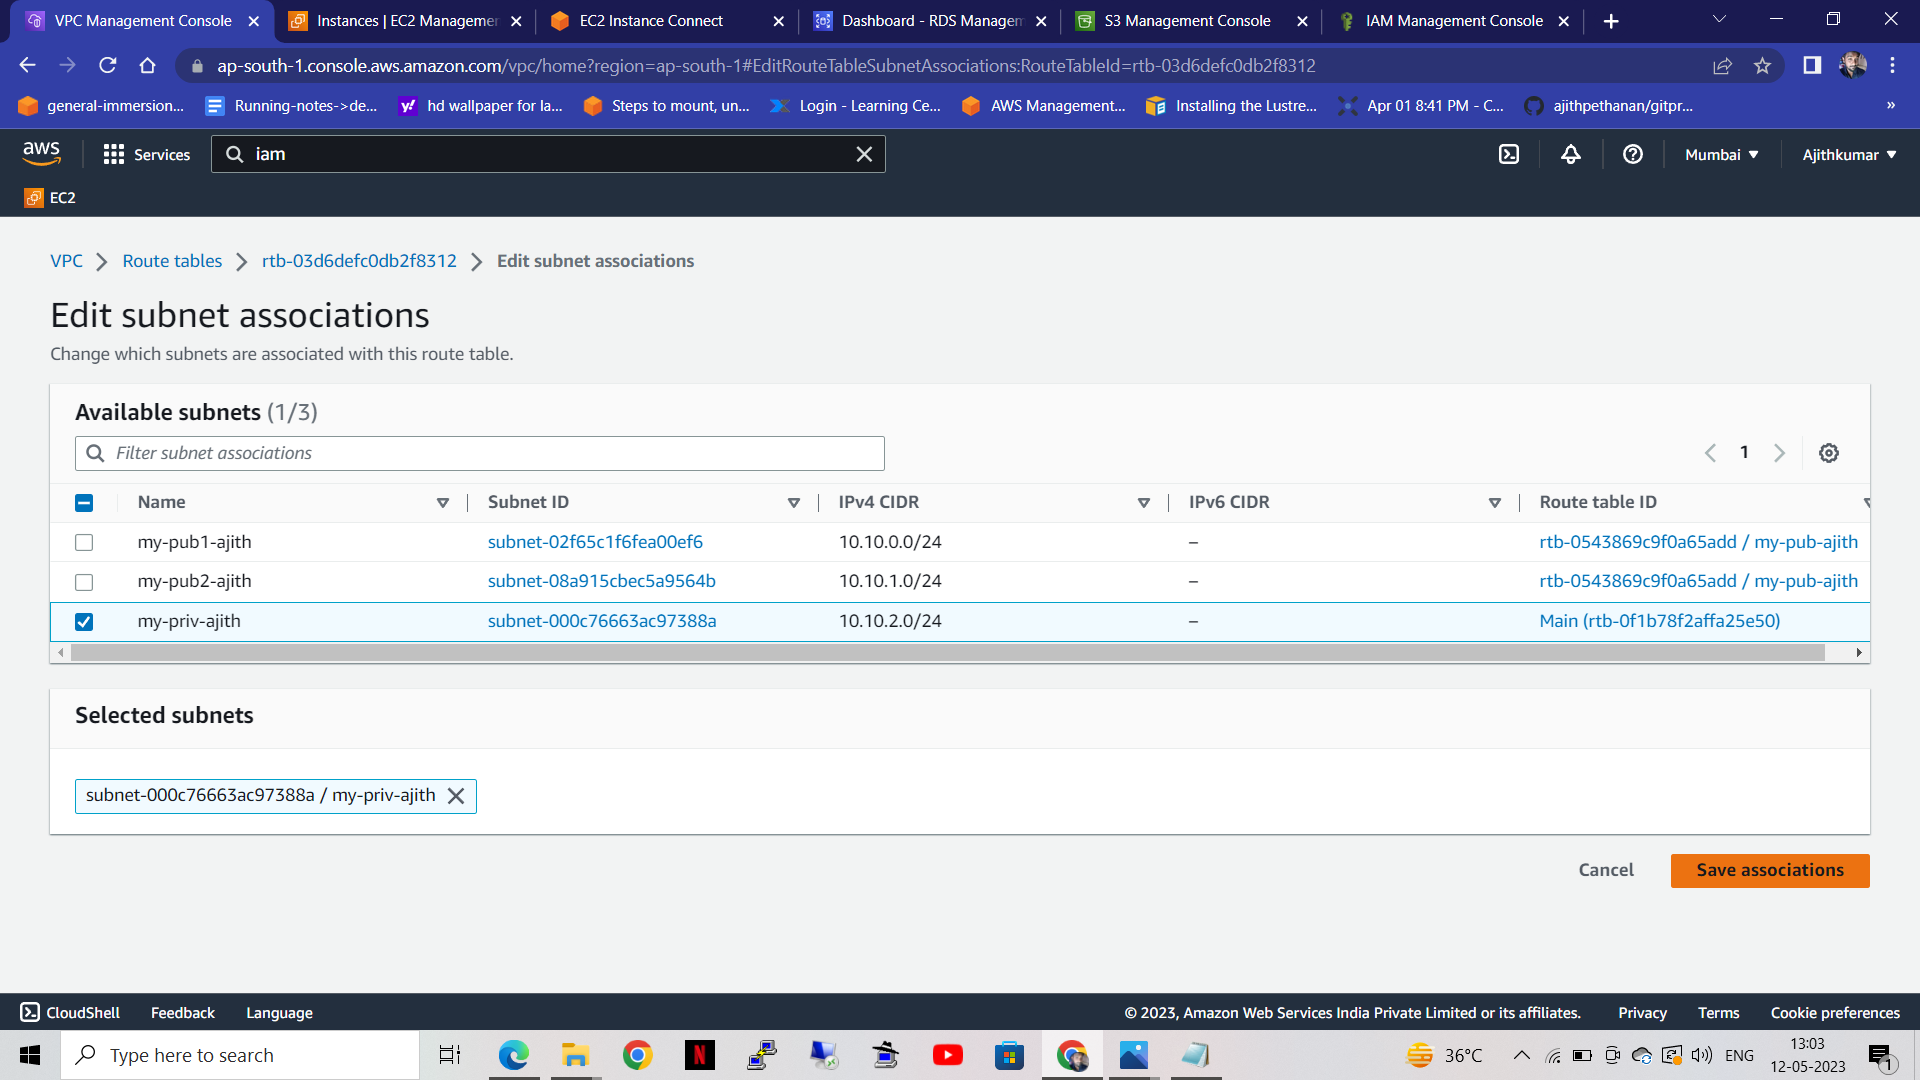 VPC Management Console
Instances | EC2 Managemen
EC2 Instance Connect
Dashboard - RDS Managem
S3 Management Console
IAM Management Console
ap-south-1.console.aws.amazon.com/vpc/home?region=ap-south-1#EditRouteTableSubnetAssociations:RouteTableId=rtb-03d6defc0db2f8312
general-immersion...
Running-notes->de...
hd wallpaper for la...
Steps to mount, un...
Login - Learning Ce...
AWS Management...
Installing the Lustre...
Apr 01 8:41 PM - C...
ajithpethanan/gitpr...
»
aws
Services
iam
Mumbai
Ajithkumar
EC2
VPC > Route tables > rtb-03d6defc0db2f8312 > Edit subnet associations
Edit subnet associations
Change which subnets are associated with this route table.
Available subnets (1/3)
Filter subnet associations
1
Name Subnet ID IPv4 CIDR IPv6 CIDR Route table ID
my-pub1-ajith subnet-02f65c1f6fea00ef6 10.10.0.0/24 – rtb-0543869c9f0a65add / my-pub-ajith
my-pub2-ajith subnet-08a915cbec5a9564b 10.10.1.0/24 – rtb-0543869c9f0a65add / my-pub-ajith
my-priv-ajith subnet-000c76663ac97388a 10.10.2.0/24 – Main (rtb-0f1b78f2affa25e50)
Selected subnets
subnet-000c76663ac97388a / my-priv-ajith
Cancel
Save associations
CloudShell Feedback Language
© 2023, Amazon Web Services India Private Limited or its affiliates. Privacy Terms Cookie preferences
Type here to search
N
36°C
ENG
13:03
12-05-2023
1